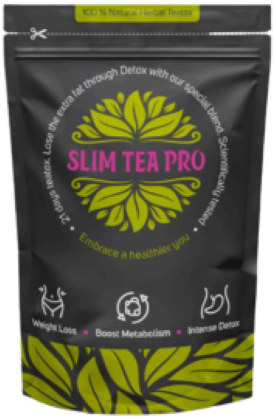 100 % Natural Herbal Teatox
21 days teatox. Lose the extra fat through Detox with our special blend. Scientifically tested
SLIM TEA PRO
Embrace a healthier you
Weight Loss • Boost Metabolism • Intense Detox